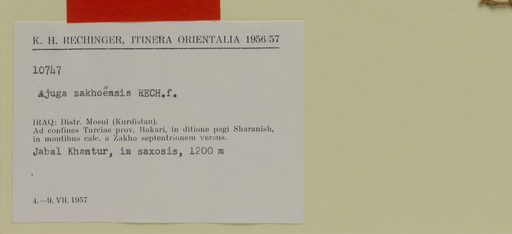 K. H. RECHINGER, ITINERA ORIENTALIA 1956/57
10747
Ajuga zakhoënsis RECH.f.
IRAQ: Distr. Mosul (Kurdistan).
Ad confines Turciae prov. Hakari, in ditione pagi Sharanish,
in montibus calc. a Zakho septentrionem versus.
Jabal Khantur, in saxosis, 1200 m
4.—9. VII. 1957